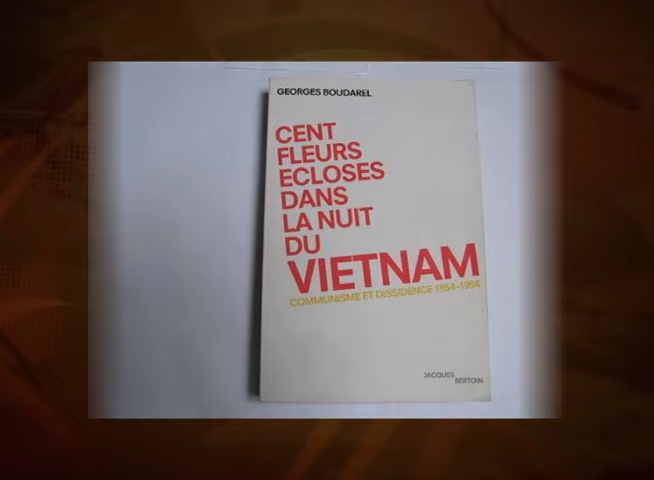 GEORGES BOUDAREL
CENT
FLEURS
ECLOSES
DANS
LA NUIT
DU
VIETNAM
COMMUNISME ET DISSIDENCE 1954-1956
JACQUES
BERTOIN